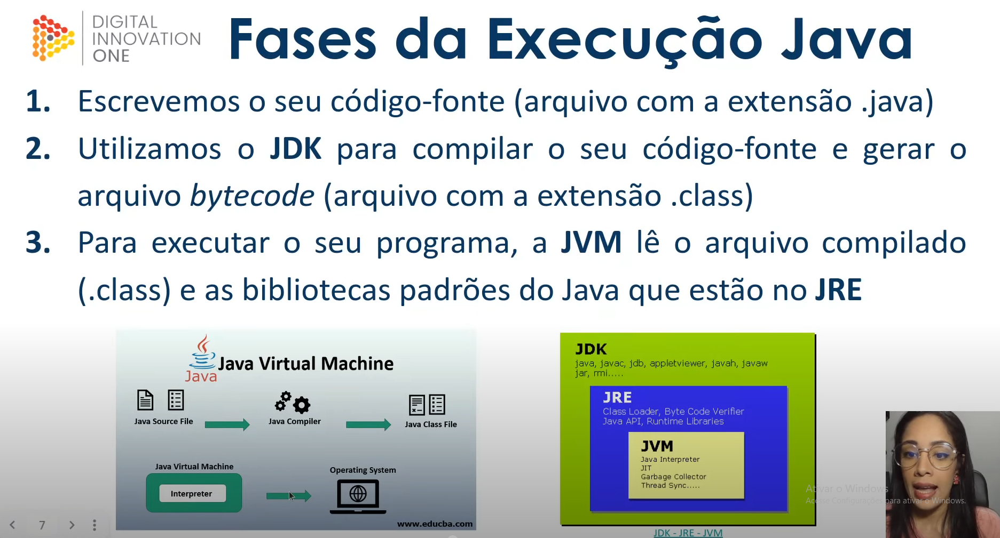 DIGITAL
INNOVATION
ONE
Fases da Execução Java
1. Escrevemos o seu código-fonte (arquivo com a extensão .java)
2. Utilizamos o JDK para compilar o seu código-fonte e gerar o
arquivo bytecode (arquivo com a extensão .class)
3. Para executar o seu programa, a JVM lê o arquivo compilado
(.class) e as bibliotecas padrões do Java que estão no JRE
Java
Java Virtual Machine
Java Source File
Java Compiler
Java Class File
Java Virtual Machine
Interpreter
Operating System
www.educba.com
JDK
java, javac, jdb, appletviewer, javah, javaw
jar, rmi.....
JRE
Class Loader, Byte Code Verifier
Java API, Runtime Libraries
JVM
Java Interpreter
JIT
Garbage Collector
Thread Sync.....
JDK - JRE - JVM
Ativar o Windows
Acesse Configurações para ativar o Windows.
7